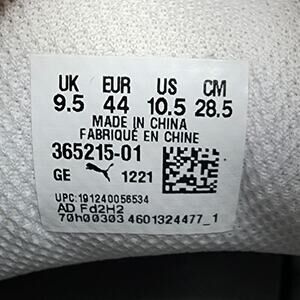 UK EUR US CM
9.5 44 10.5 28.5
MADE IN CHINA
FABRIQUÉ EN CHINE
365215-01
GE 1221
UPC:191240056534
AD Fd2H2
70h00303 4601324477_1